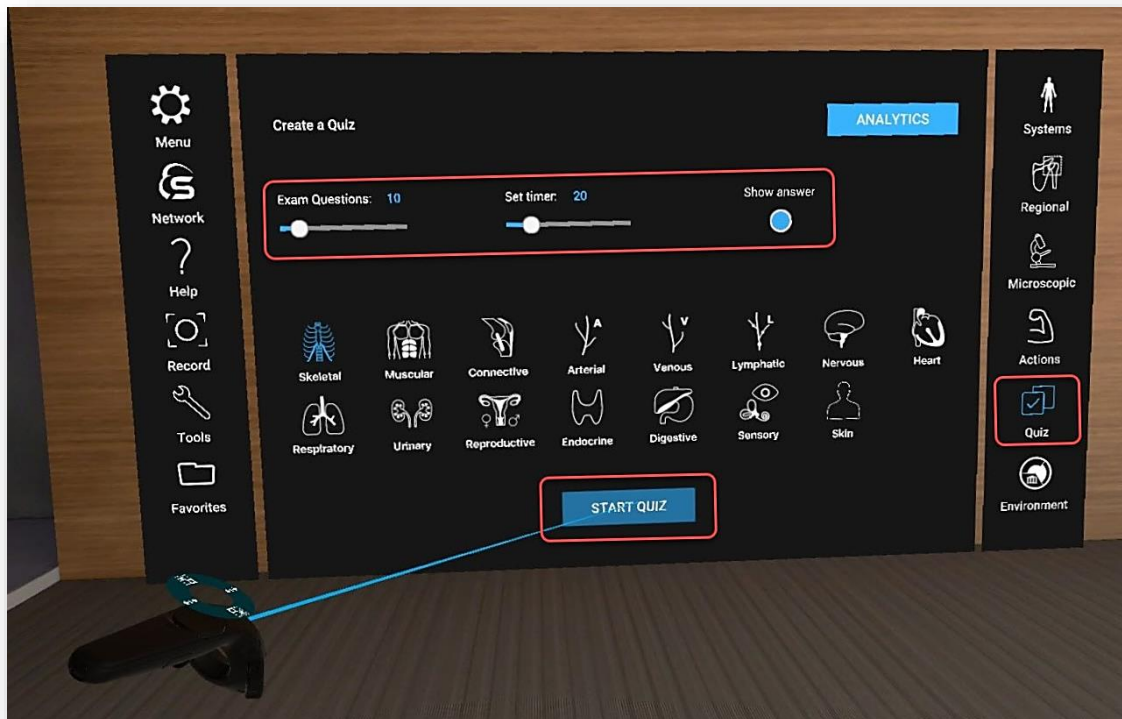 Menu
Network
Help
Record
Tools
Favorites
Create a Quiz
ANALYTICS
Exam Questions: 10
Set timer: 20
Show answer
Skeletal
Muscular
Connective
A
Arterial
V
Venous
L
Lymphatic
Nervous
Heart
Respiratory
Urinary
Reproductive
Endocrine
Digestive
Sensory
Skin
START QUIZ
Systems
Regional
Microscopic
Actions
Quiz
Environment